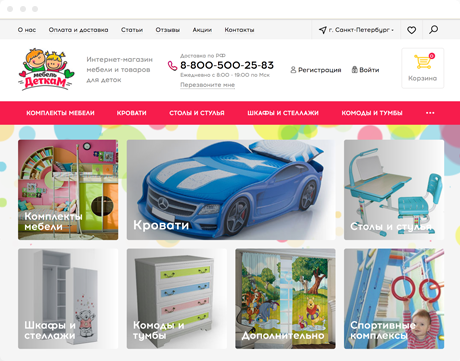 О нас Оплата и доставка Статьи Отзывы Акции Контакты г. Санкт-Петербург
мебель
Деткам
Интернет-магазин
мебели и товаров
для деток
Доставка по РФ
8-800-500-25-83
Ежедневно с 8:00 - 18:00 по Мск
Перезвоните мне
Регистрация Войти
0
Корзина
КОМПЛЕКТЫ МЕБЕЛИ КРОВАТИ СТОЛЫ И СТУЛЬЯ ШКАФЫ И СТЕЛЛАЖИ КОМОДЫ И ТУМБЫ ...
Комплекты
мебели
Кровати
Столы и стулья
Шкафы и
стеллажи
Комоды и
тумбы
Дополнительно
Спортивные
комплексы